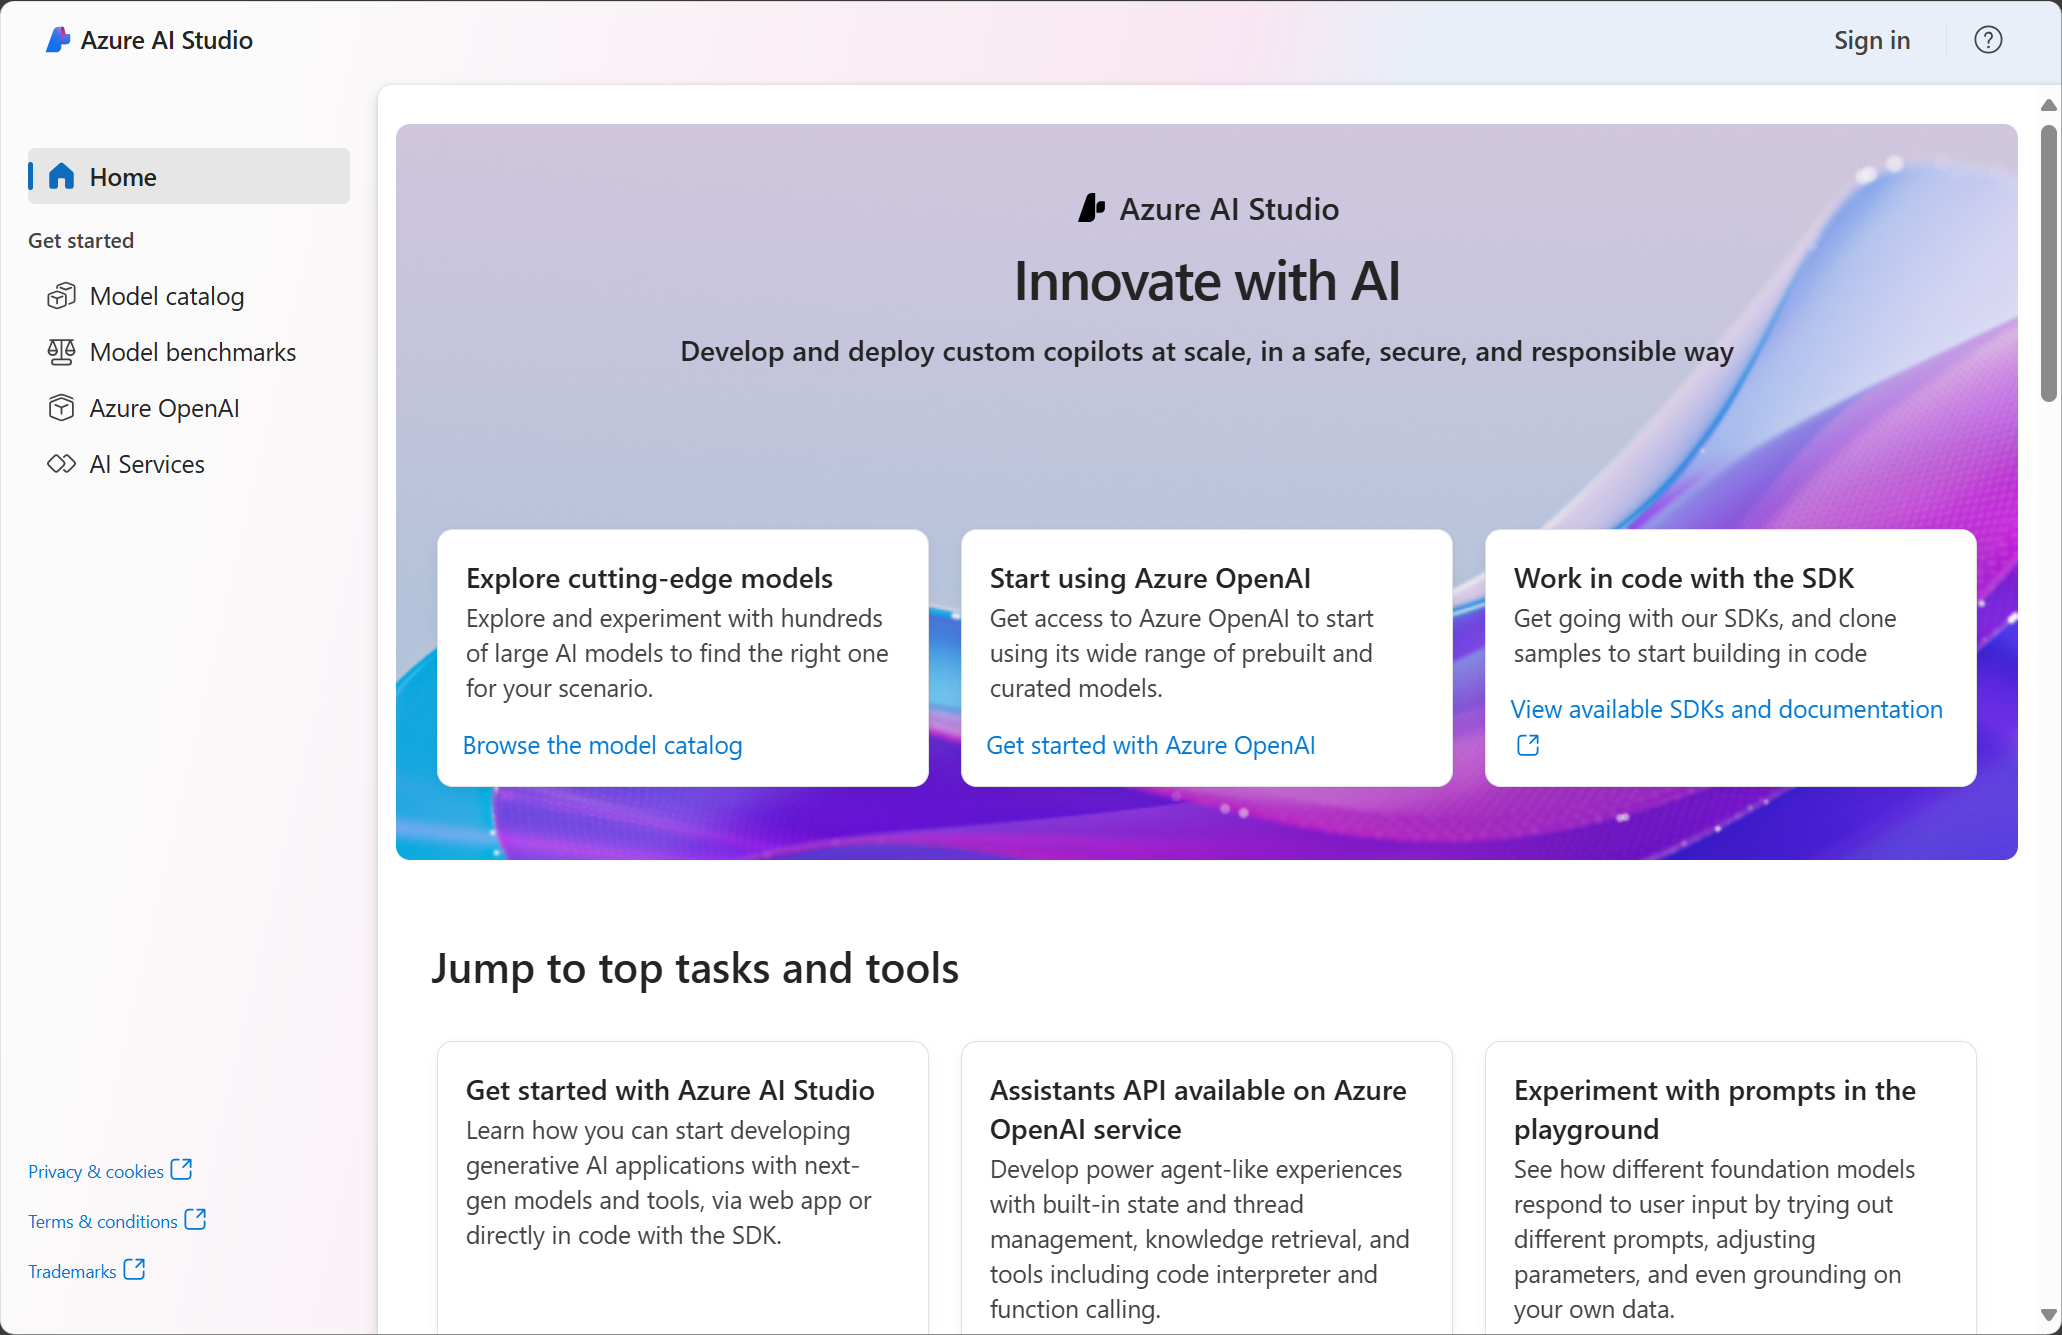 Azure AI Studio
Sign in
Home
Get started
Model catalog
Model benchmarks
Azure OpenAI
AI Services
Privacy & cookies
Terms & conditions
Trademarks
Azure AI Studio
Innovate with AI
Develop and deploy custom copilots at scale, in a safe, secure, and responsible way
Explore cutting-edge models
Explore and experiment with hundreds
of large AI models to find the right one
for your scenario.
Browse the model catalog
Start using Azure OpenAI
Get access to Azure OpenAI to start
using its wide range of prebuilt and
curated models.
Get started with Azure OpenAI
Work in code with the SDK
Get going with our SDKs, and clone
samples to start building in code
View available SDKs and documentation
Jump to top tasks and tools
Get started with Azure AI Studio
Learn how you can start developing
generative AI applications with next-
gen models and tools, via web app or
directly in code with the SDK.
Assistants API available on Azure
OpenAI service
Develop power agent-like experiences
with built-in state and thread
management, knowledge retrieval, and
tools including code interpreter and
function calling.
Experiment with prompts in the
playground
See how different foundation models
respond to user input by trying out
different prompts, adjusting
parameters, and even grounding on
your own data.